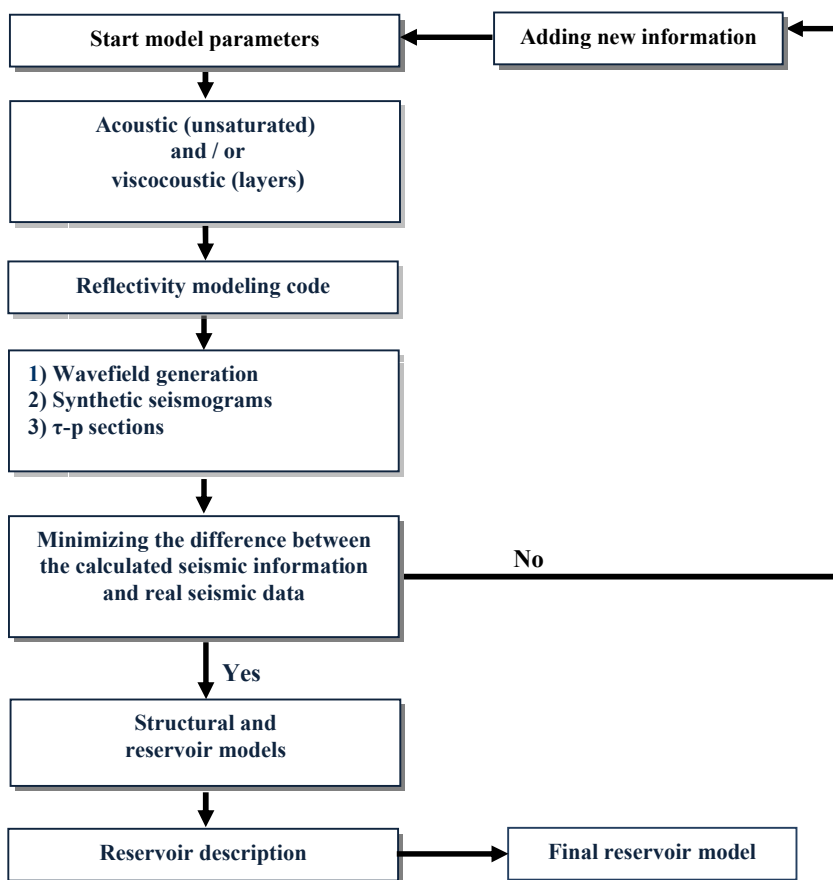 Start model parameters
Adding new information
Acoustic (unsaturated)
and / or
viscocoustic (layers)
Reflectivity modeling code
1) Wavefield generation
2) Synthetic seismograms
3) τ-p sections
Minimizing the difference between
the calculated seismic information
and real seismic data
No
Yes
Structural and
reservoir models
Reservoir description
Final reservoir model